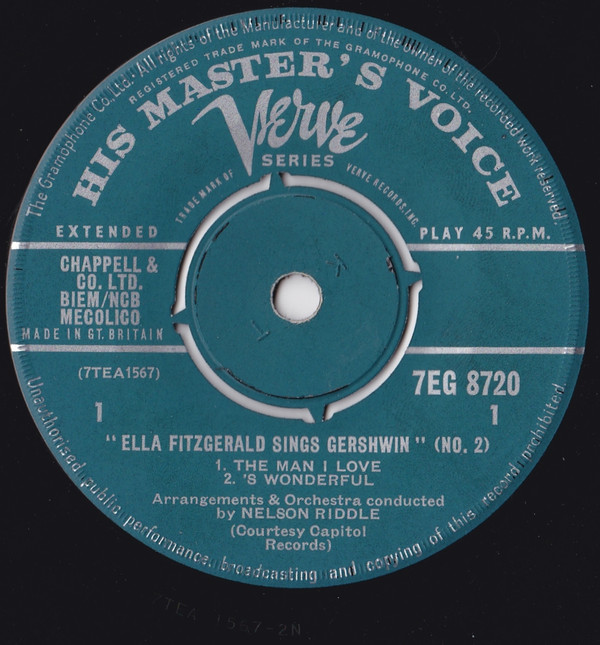 The Gramophone Co. Ltd. All rights of the Manufacturer and of the Owner of the recorded work reserved
REGISTERED TRADE MARK OF THE GRAMOPHONE CO. LTD.
HIS MASTER'S VOICE
Verve
SERIES
TRADE MARK OF VERVE RECORDS INC.
EXTENDED PLAY 45 R.P.M.
CHAPPELL &
CO. LTD.
BIEM/NCB
MECOLICO
MADE IN GT. BRITAIN
(7TEA1567)
7EG 8720
1 1
"ELLA FITZGERALD SINGS GERSHWIN" (NO. 2)
1. THE MAN I LOVE
2. 'S WONDERFUL
Arrangements & Orchestra conducted
by NELSON RIDDLE
(Courtesy Capitol
Records)
Unauthorised public performance, broadcasting and copying of this record prohibited
1 K
7TEA 1567-2N